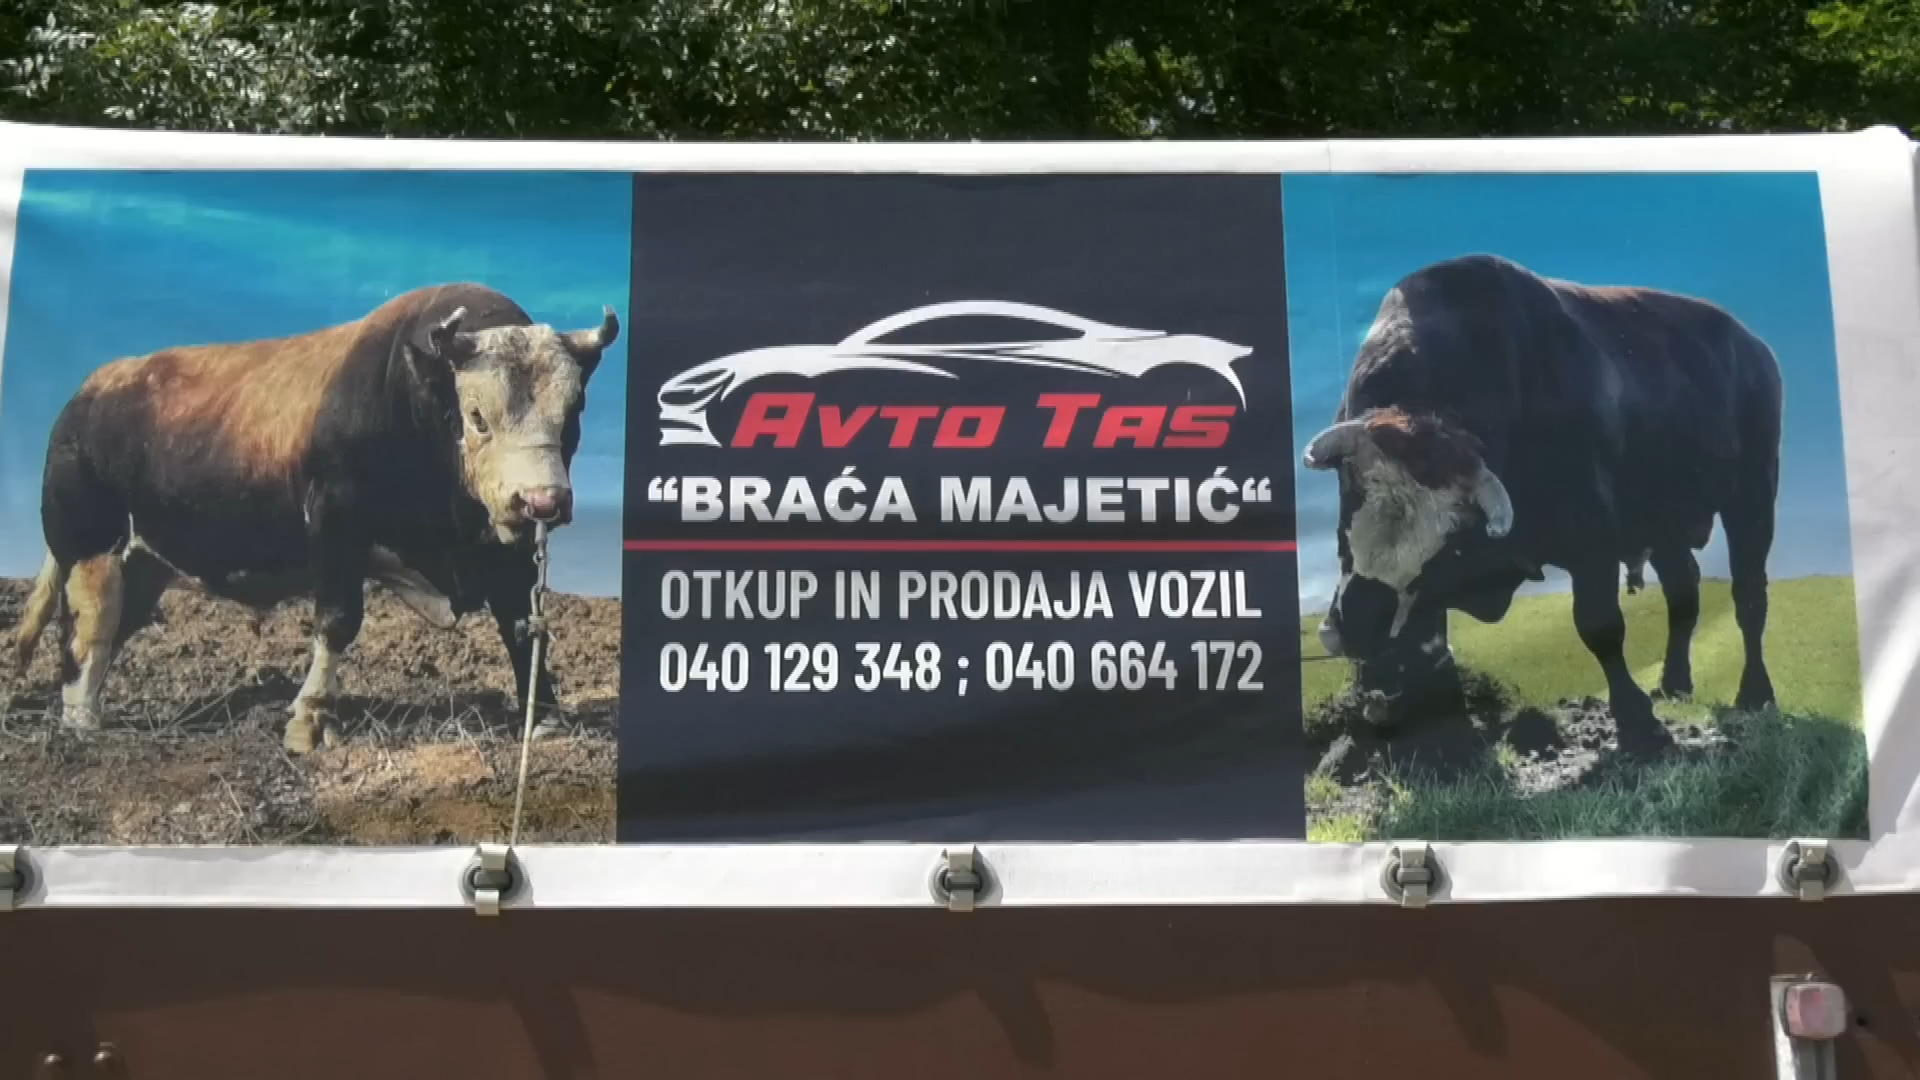 AVTO TAS
“BRAĆA MAJETIĆ“
OTKUP IN PRODAJA VOZIL
040 129 348 ; 040 664 172